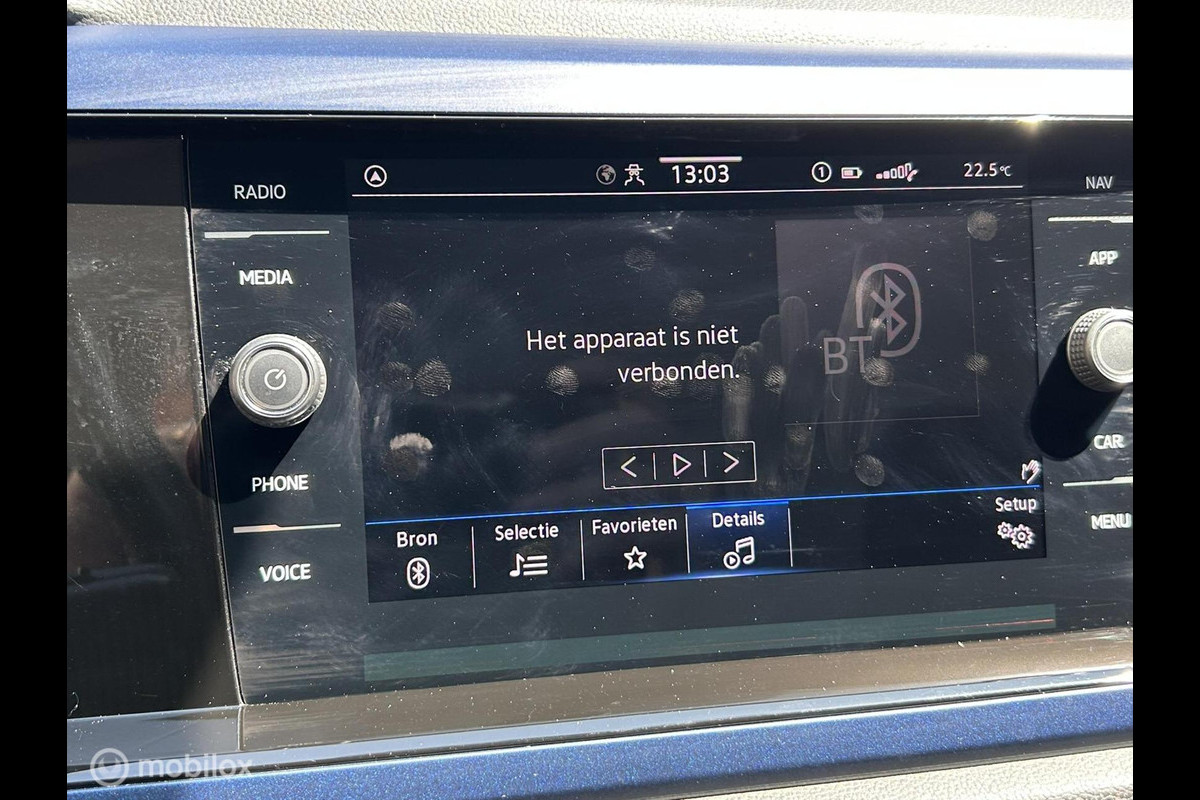 RADIO
MEDIA
PHONE
VOICE
13:03
1
22.5°C
Het apparaat is niet
verbonden.
BT
Bron
Selectie
Favorieten
Details
Setup
NAV
APP
CAR
MENU
mobilox